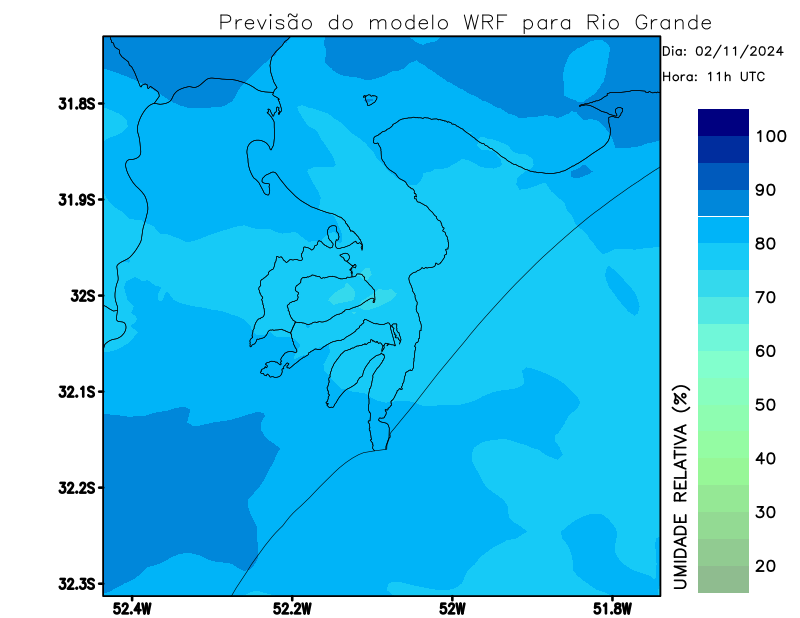 Previsão do modelo WRF para Rio Grande
Dia: 02/11/2024
Hora: 11h UTC
31.8S
31.9S
32S
32.1S
32.2S
32.3S
52.4W
52.2W
52W
51.8W
100
90
80
70
60
50
40
30
20
UMIDADE RELATIVA (%)